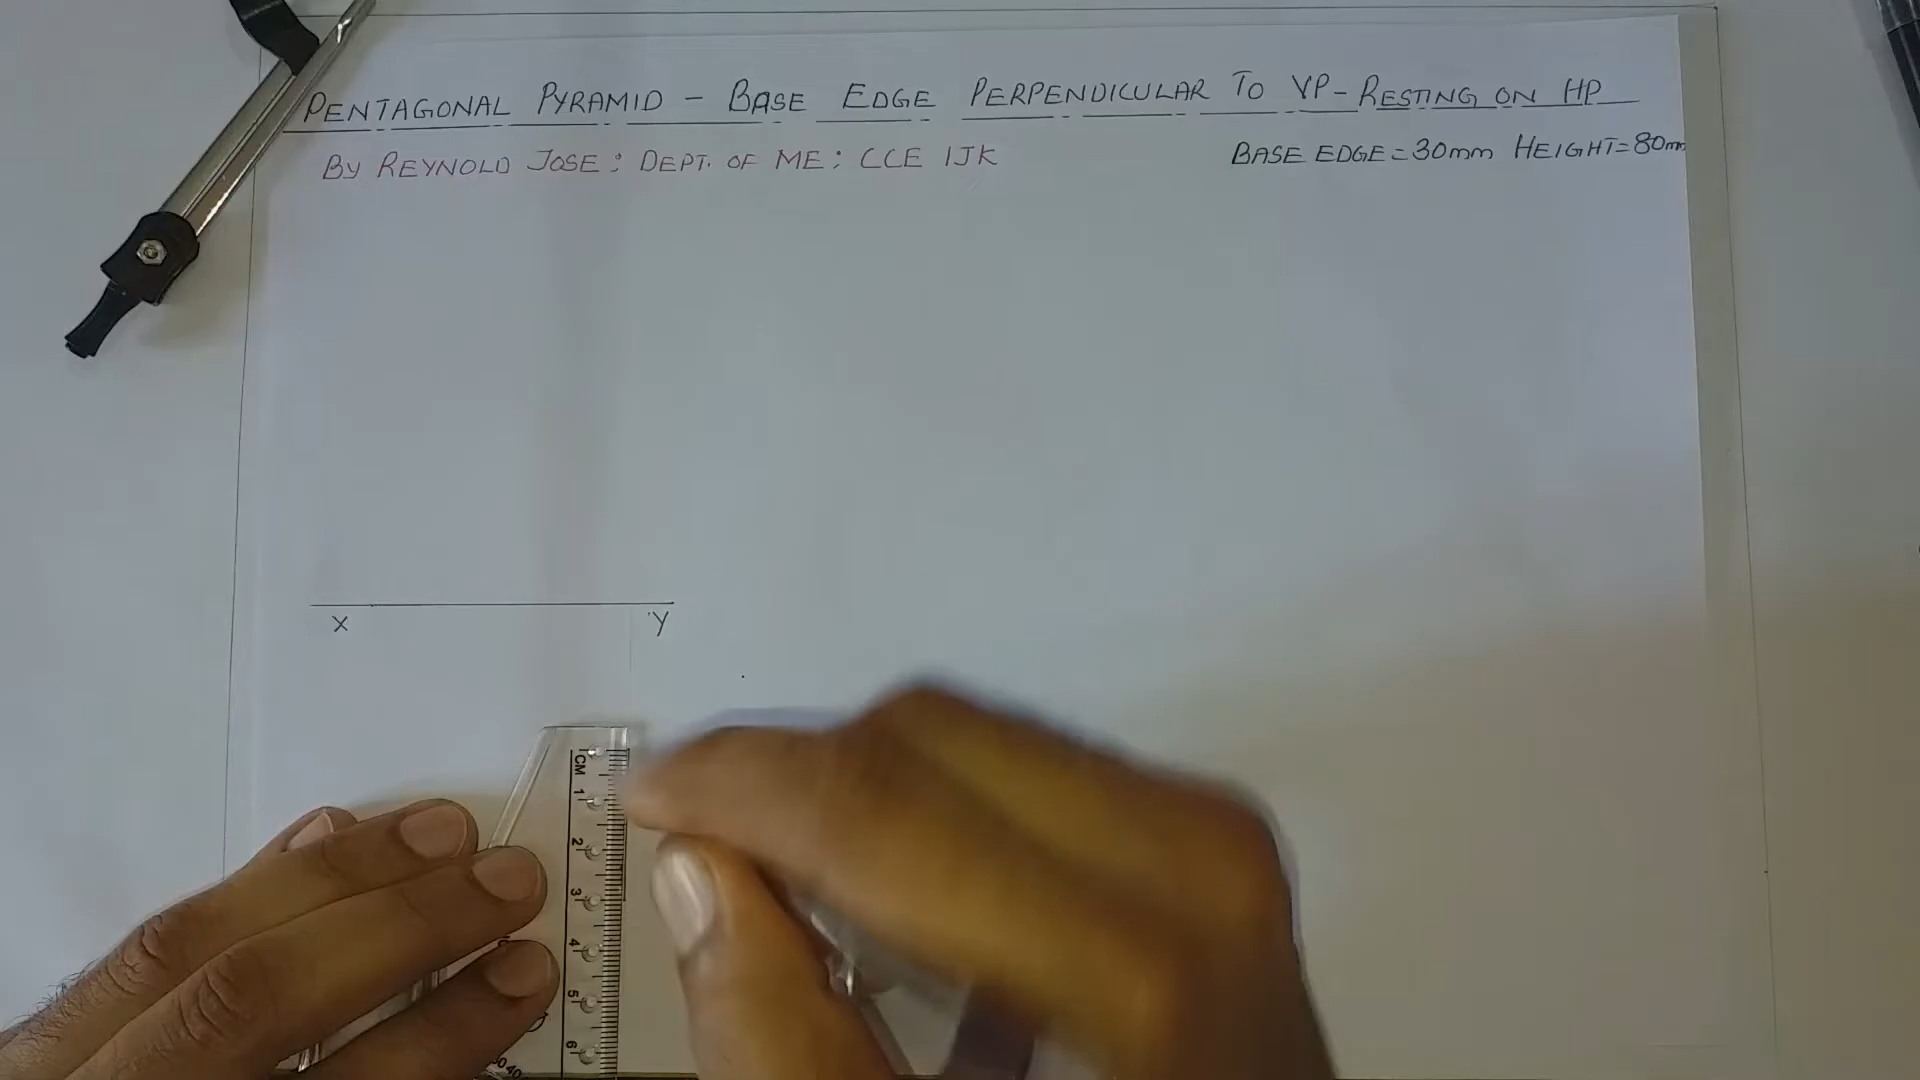 PENTAGONAL PYRAMID - BASE EDGE PERPENDICULAR TO VP - RESTING ON HP
BY REYNOLD JOSE : DEPT. OF ME : CCE IJK
BASE EDGE = 30mm HEIGHT = 80mm
X Y
CM
1
2
3
4
5
6